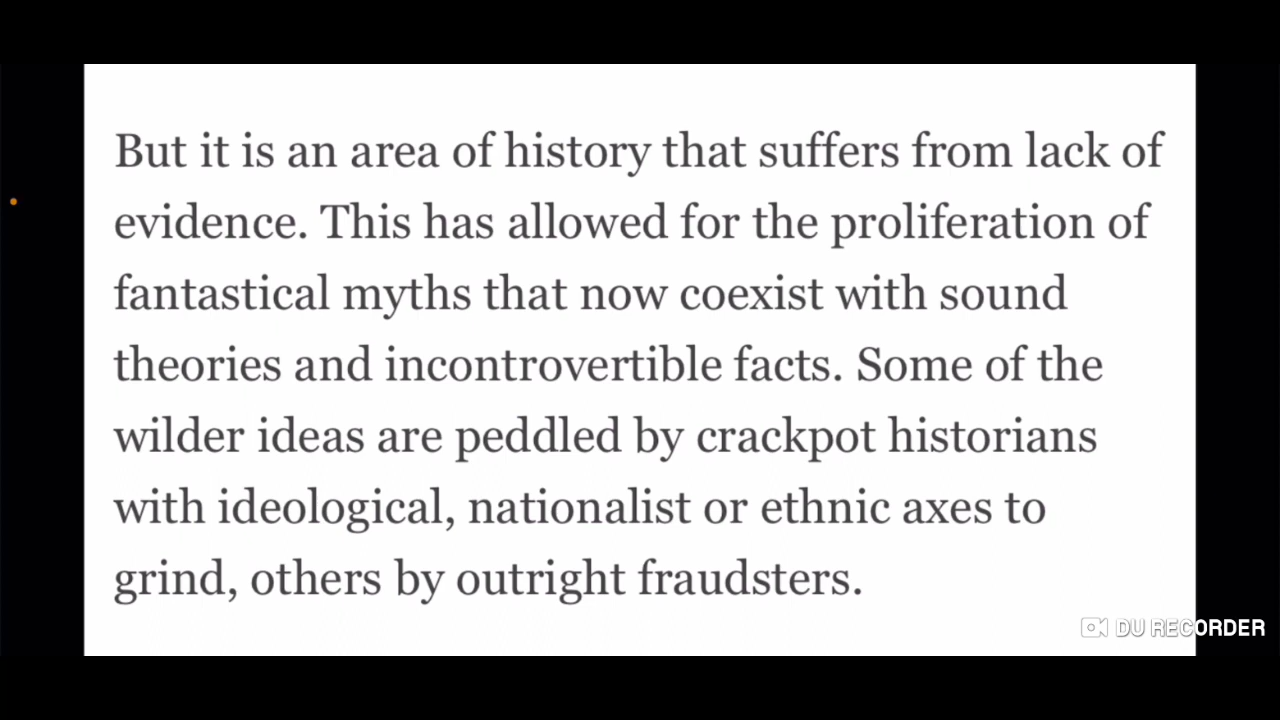 But it is an area of history that suffers from lack of
evidence. This has allowed for the proliferation of
fantastical myths that now coexist with sound
theories and incontrovertible facts. Some of the
wilder ideas are peddled by crackpot historians
with ideological, nationalist or ethnic axes to
grind, others by outright fraudsters.
DU RECORDER